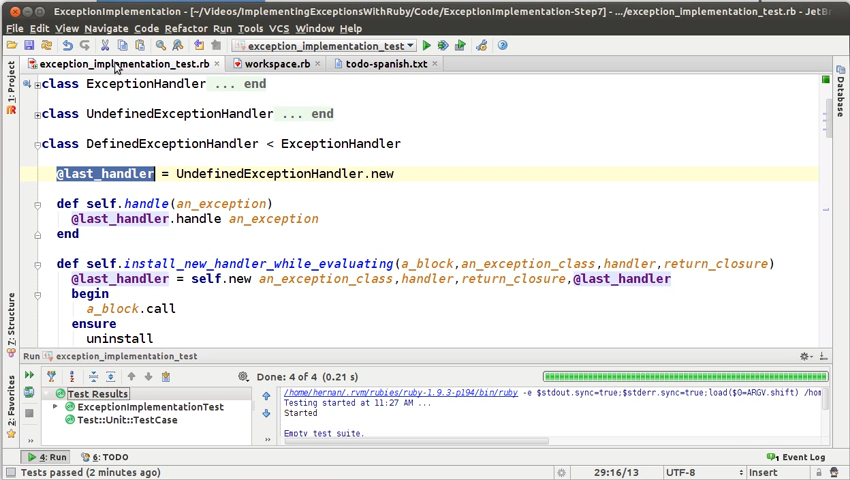 ExceptionImplementation - [~/Videos/ImplementingExceptionsWithRuby/Code/ExceptionImplementation-Step7] - .../exception_implementation_test.rb - JetB
File Edit View Navigate Code Refactor Run Tools VCS Window Help
exception_implementation_test
exception_implementation_test.rb workspace.rb todo-spanish.txt
1: Project
Database
class ExceptionHandler ... end
class UndefinedExceptionHandler ... end
class DefinedExceptionHandler < ExceptionHandler
@last_handler = UndefinedExceptionHandler.new
def self.handle(an_exception)
@last_handler.handle an_exception
end
def self.install_new_handler_while_evaluating(a_block,an_exception_class,handler,return_closure)
@last_handler = self.new an_exception_class,handler,return_closure,@last_handler
begin
a_block.call
ensure
uninstall
7: Structure
2: Favorites
Run exception_implementation_test
Done: 4 of 4 (0.21 s)
Test Results
ExceptionImplementationTest
Test::Unit::TestCase
/home/hernan/.rvm/rubies/ruby-1.9.3-p194/bin/ruby -e $stdout.sync=true;$stderr.sync=true;load($0=ARGV.shift) /hom
Testing started at 11:27 AM ...
Started
Empty test suite.
4: Run 6: TODO 1 Event Log
Tests passed (2 minutes ago) 29:16/13 UTF-8 Insert